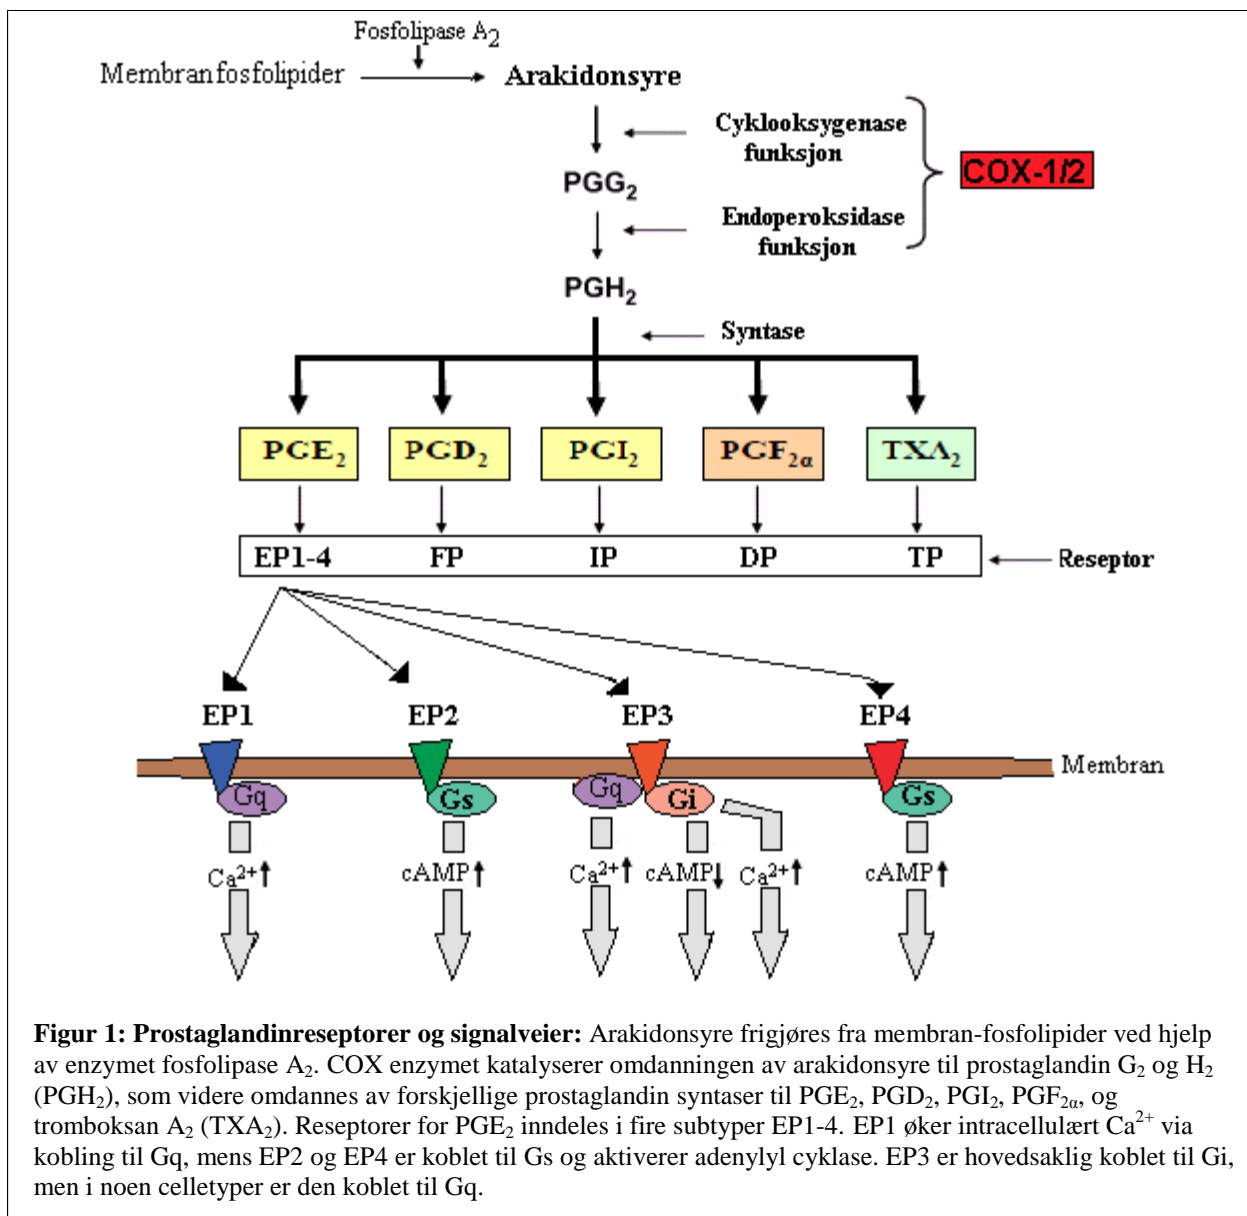 Fosfolipase A₂
Membranfosfolipider
Arakidonsyre
Cyklooksygenase
funksjon
COX-1/2
PGG₂
Endoperoksidase
funksjon
PGH₂
Syntase
PGE₂ PGD₂ PGI₂ PGF₂α TXA₂
EP1-4 FP IP DP TP
Reseptor
EP1 EP2 EP3 EP4
Membran
Gq Gs Gq Gi Gs
Ca²⁺↑ cAMP↑ Ca²⁺↑ cAMP↓ Ca²⁺↑ cAMP↑
Figur 1: Prostaglandinreseptorer og signalveier: Arakidonsyre frigjøres fra membran-fosfolipider ved hjelp
av enzymet fosfolipase A₂. COX enzymet katalyserer omdanningen av arakidonsyre til prostaglandin G₂ og H₂
(PGH₂), som videre omdannes av forskjellige prostaglandin syntaser til PGE₂, PGD₂, PGI₂, PGF₂α, og
tromboksan A₂ (TXA₂). Reseptorer for PGE₂ inndeles i fire subtyper EP1-4. EP1 øker intracellulært Ca²⁺ via
kobling til Gq, mens EP2 og EP4 er koblet til Gs og aktiverer adenylyl cyklase. EP3 er hovedsaklig koblet til Gi,
men i noen celletyper er den koblet til Gq.